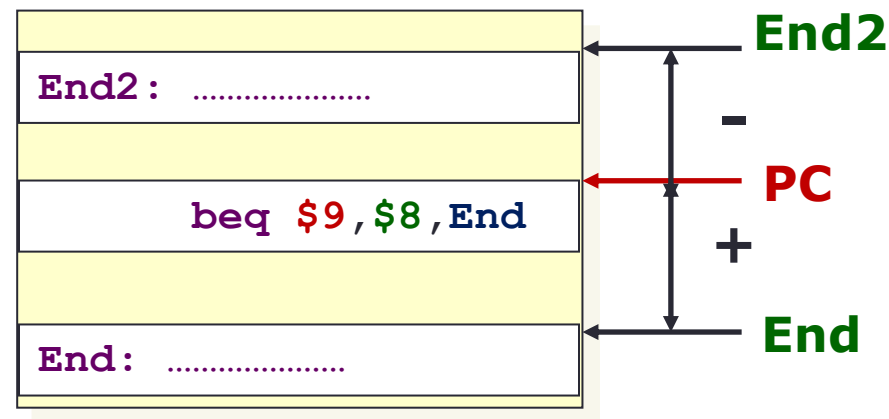 End2
End2: .....................
-
PC
beq $9,$8,End
+
End
End: .....................